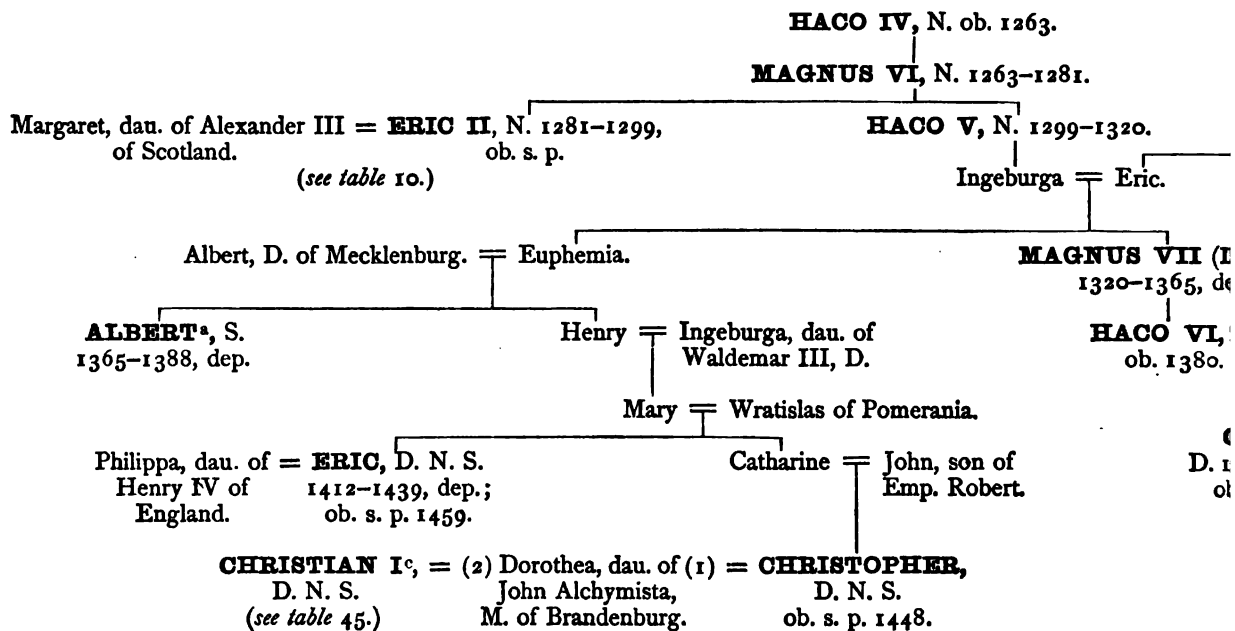 HACO IV, N. ob. 1263.
MAGNUS VI, N. 1263–1281.
Margaret, dau. of Alexander III = ERIC II, N. 1281–1299, HACO V, N. 1299–1320.
of Scotland. ob. s. p.
(see table 10.) Ingeburga = Eric.
Albert, D. of Mecklenburg. = Euphemia. MAGNUS VII
1320–1365,
ALBERTᵃ, S. Henry = Ingeburga, dau. of HACO VI,
1365–1388, dep. Waldemar III, D. ob. 1380.
Mary = Wratislas of Pomerania.
Philippa, dau. of = ERIC, D. N. S. Catharine = John, son of D.
Henry IV of 1412–1439, dep.; Emp. Robert.
England. ob. s. p. 1459.
CHRISTIAN Iᶜ, = (2) Dorothea, dau. of (1) = CHRISTOPHER,
D. N. S. John Alchymista, D. N. S.
(see table 45.) M. of Brandenburg. ob. s. p. 1448.